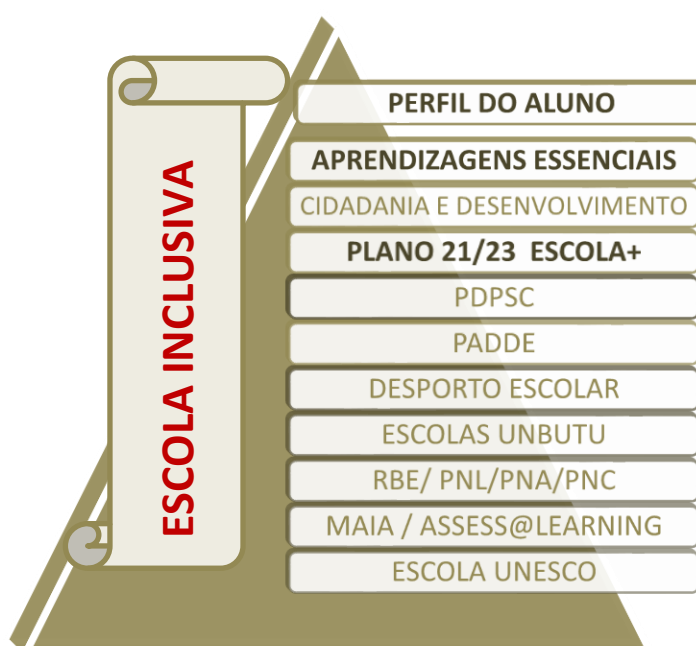 ESCOLA INCLUSIVA
PERFIL DO ALUNO
APRENDIZAGENS ESSENCIAIS
CIDADANIA E DESENVOLVIMENTO
PLANO 21/23 ESCOLA+
PDPSC
PADDE
DESPORTO ESCOLAR
ESCOLAS UNBUTU
RBE/ PNL/PNA/PNC
MAIA / ASSESS@LEARNING
ESCOLA UNESCO